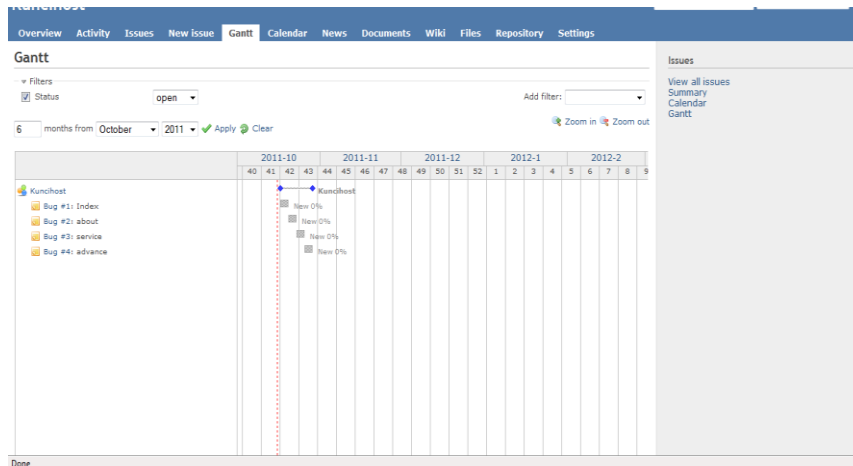 Kuncihost
Overview Activity Issues New issue Gantt Calendar News Documents Wiki Files Repository Settings
Gantt
Filters
Status open Add filter:
6 months from October 2011 Apply Clear
Zoom in Zoom out
2011-10 2011-11 2011-12 2012-1 2012-2
40 41 42 43 44 45 46 47 48 49 50 51 52 1 2 3 4 5 6 7 8 9
Kuncihost Kuncihost
Bug #1: Index New 0%
Bug #2: about New 0%
Bug #3: service New 0%
Bug #4: advance New 0%
Issues
View all issues
Summary
Calendar
Gantt
Done